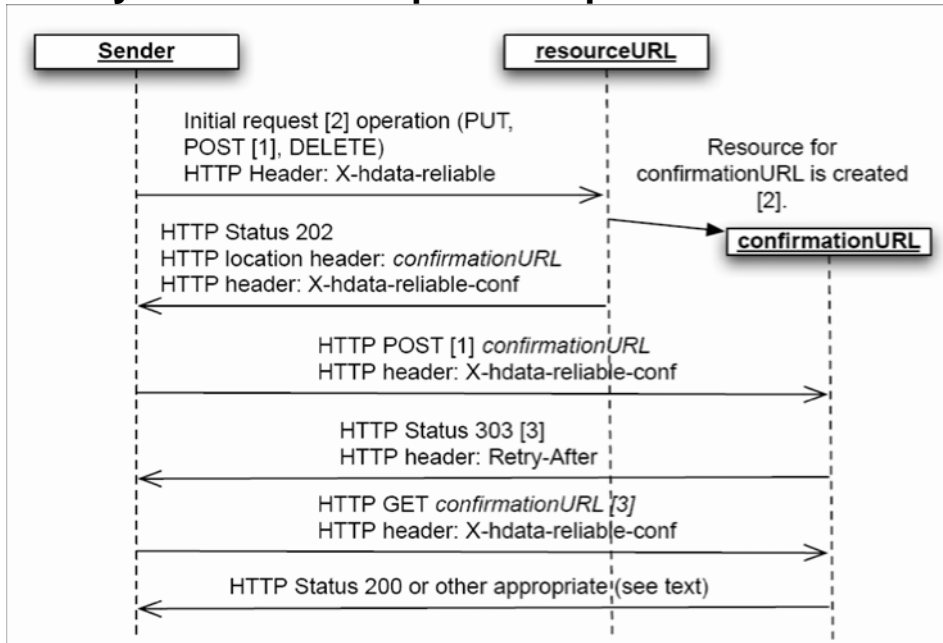 Sender
resourceURL
Initial request [2] operation (PUT,
POST [1], DELETE)
HTTP Header: X-hdata-reliable
Resource for
confirmationURL is created
[2].
confirmationURL
HTTP Status 202
HTTP location header: confirmationURL
HTTP header: X-hdata-reliable-conf
HTTP POST [1] confirmationURL
HTTP header: X-hdata-reliable-conf
HTTP Status 303 [3]
HTTP header: Retry-After
HTTP GET confirmationURL [3]
HTTP header: X-hdata-reliable-conf
HTTP Status 200 or other appropriate (see text)